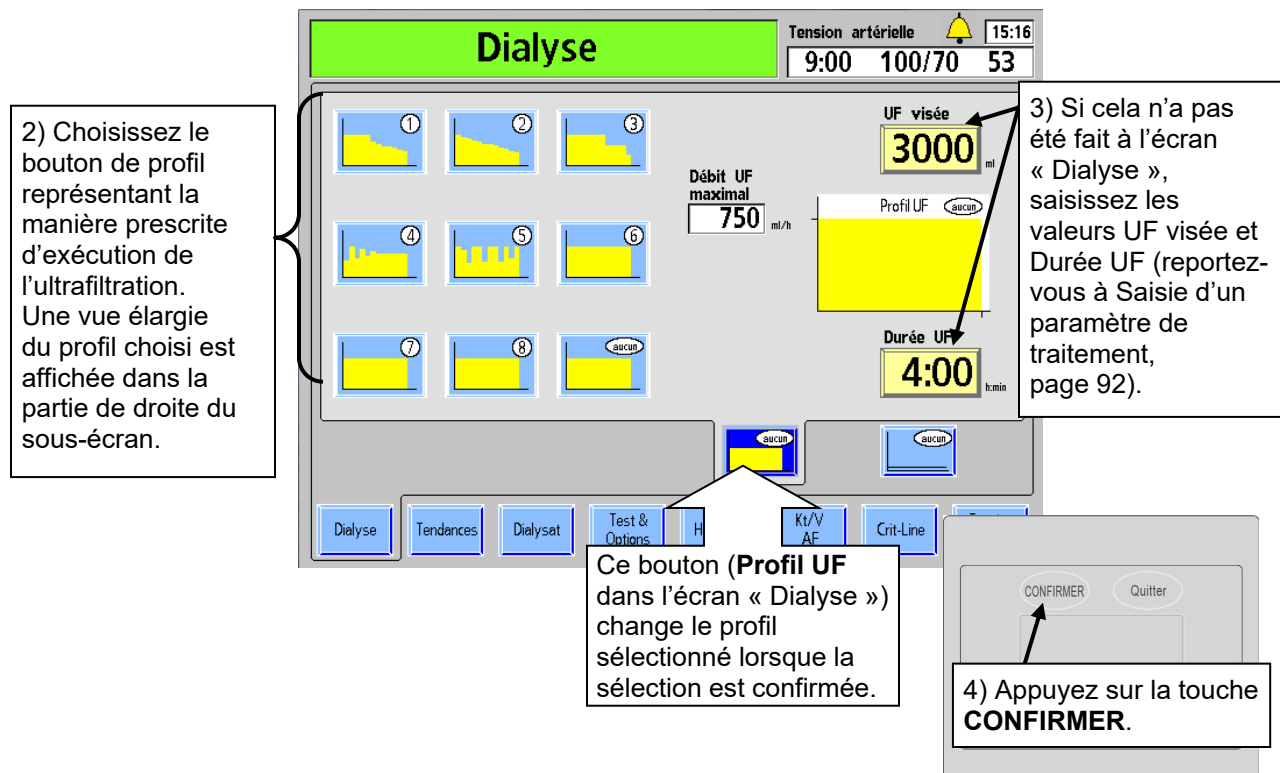 Dialyse
Tension artérielle
15:16
9:00 100/70 53
2) Choisissez le
bouton de profil
représentant la
manière prescrite
d'exécution de
l'ultrafiltration.
Une vue élargie
du profil choisi est
affichée dans la
partie de droite du
sous-écran.
1
2
3
4
5
6
7
8
aucun
Débit UF
maximal
750 ml/h
UF visée
3000 ml
Profil UF aucun
Durée UF
4:00 h:min
3) Si cela n'a pas
été fait à l'écran
« Dialyse »,
saisissez les
valeurs UF visée et
Durée UF (reportez-
vous à Saisie d'un
paramètre de
traitement,
page 92).
aucun
aucun
Dialyse
Tendances
Dialysat
Test &
Options
H
Kt/V
AF
Crit-Line
Ce bouton (Profil UF
dans l'écran « Dialyse »)
change le profil
sélectionné lorsque la
sélection est confirmée.
CONFIRMER
Quitter
4) Appuyez sur la touche
CONFIRMER.